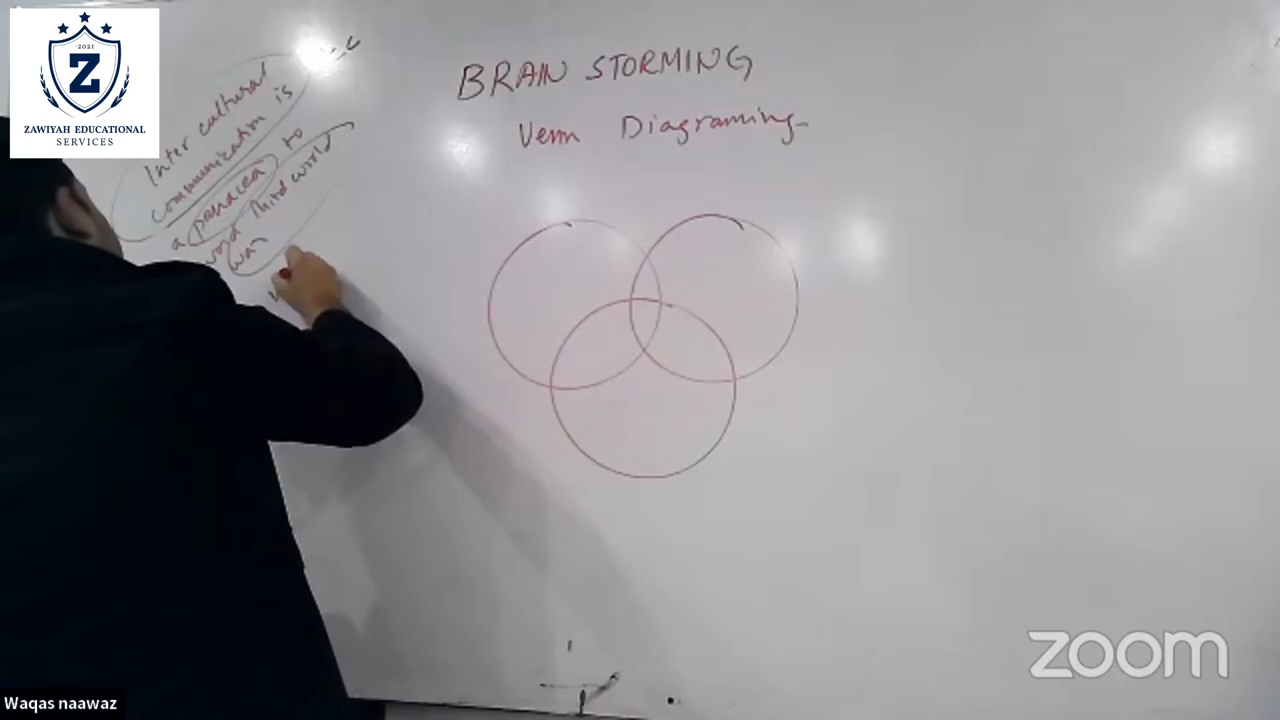 · 2021 ·
Z
ZAWIYAH EDUCATIONAL
SERVICES
Inter cultural
communication is
a panacea to
Third world
war
BRAIN STORMING
Venn Diagraming
Waqas naawaz
zoom